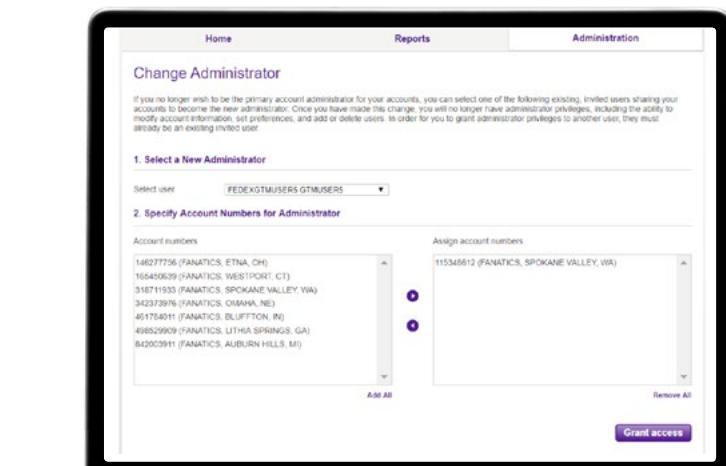 Home Reports Administration
Change Administrator
If you no longer wish to be the primary account administrator for your accounts, you can select one of the following existing, invited users sharing your
accounts to become the new administrator. Once you have made this change, you will no longer have administrator privileges, including the ability to
modify account information, set preferences, and add or delete users. In order for you to grant administrator privileges to another user, they must
already be an existing invited user.
1. Select a New Administrator
Select user FEDEXGTMUSER5 GTMUSER5
2. Specify Account Numbers for Administrator
Account numbers Assign account numbers
146277756 (FANATICS, ETNA, OH) 115348612 (FANATICS, SPOKANE VALLEY, WA)
165450639 (FANATICS, WESTPORT, CT)
318711933 (FANATICS, SPOKANE VALLEY, WA)
342373976 (FANATICS, OMAHA, NE)
461784011 (FANATICS, BLUFFTON, IN)
498529909 (FANATICS, LITHIA SPRINGS, GA)
842003911 (FANATICS, AUBURN HILLS, MI)
Add All Remove All
Grant access